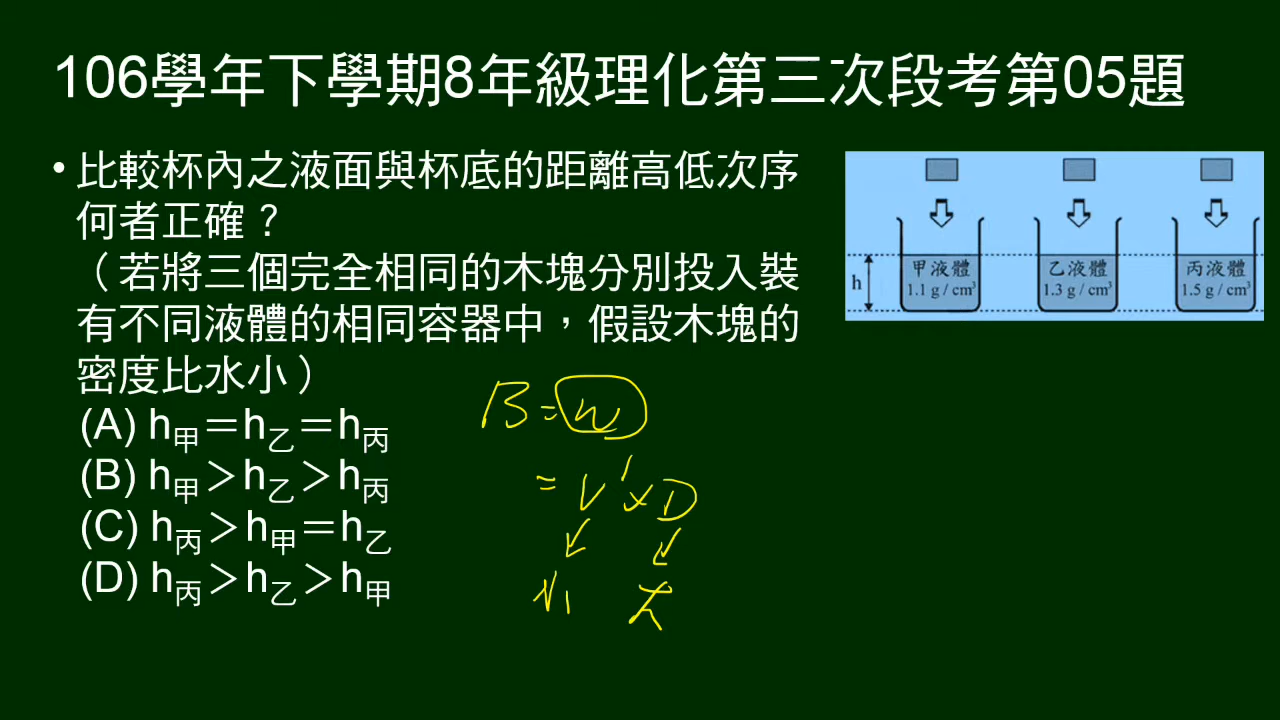 106學年下學期8年級理化第三次段考第05題
• 比較杯內之液面與杯底的距離高低次序
何者正確？
（若將三個完全相同的木塊分別投入裝
有不同液體的相同容器中，假設木塊的
密度比水小）
(A) h甲＝h乙＝h丙
(B) h甲＞h乙＞h丙
(C) h丙＞h甲＝h乙
(D) h丙＞h乙＞h甲
h
甲液體
1.1 g / cm³
乙液體
1.3 g / cm³
丙液體
1.5 g / cm³
B = w
= V' × D
小 大